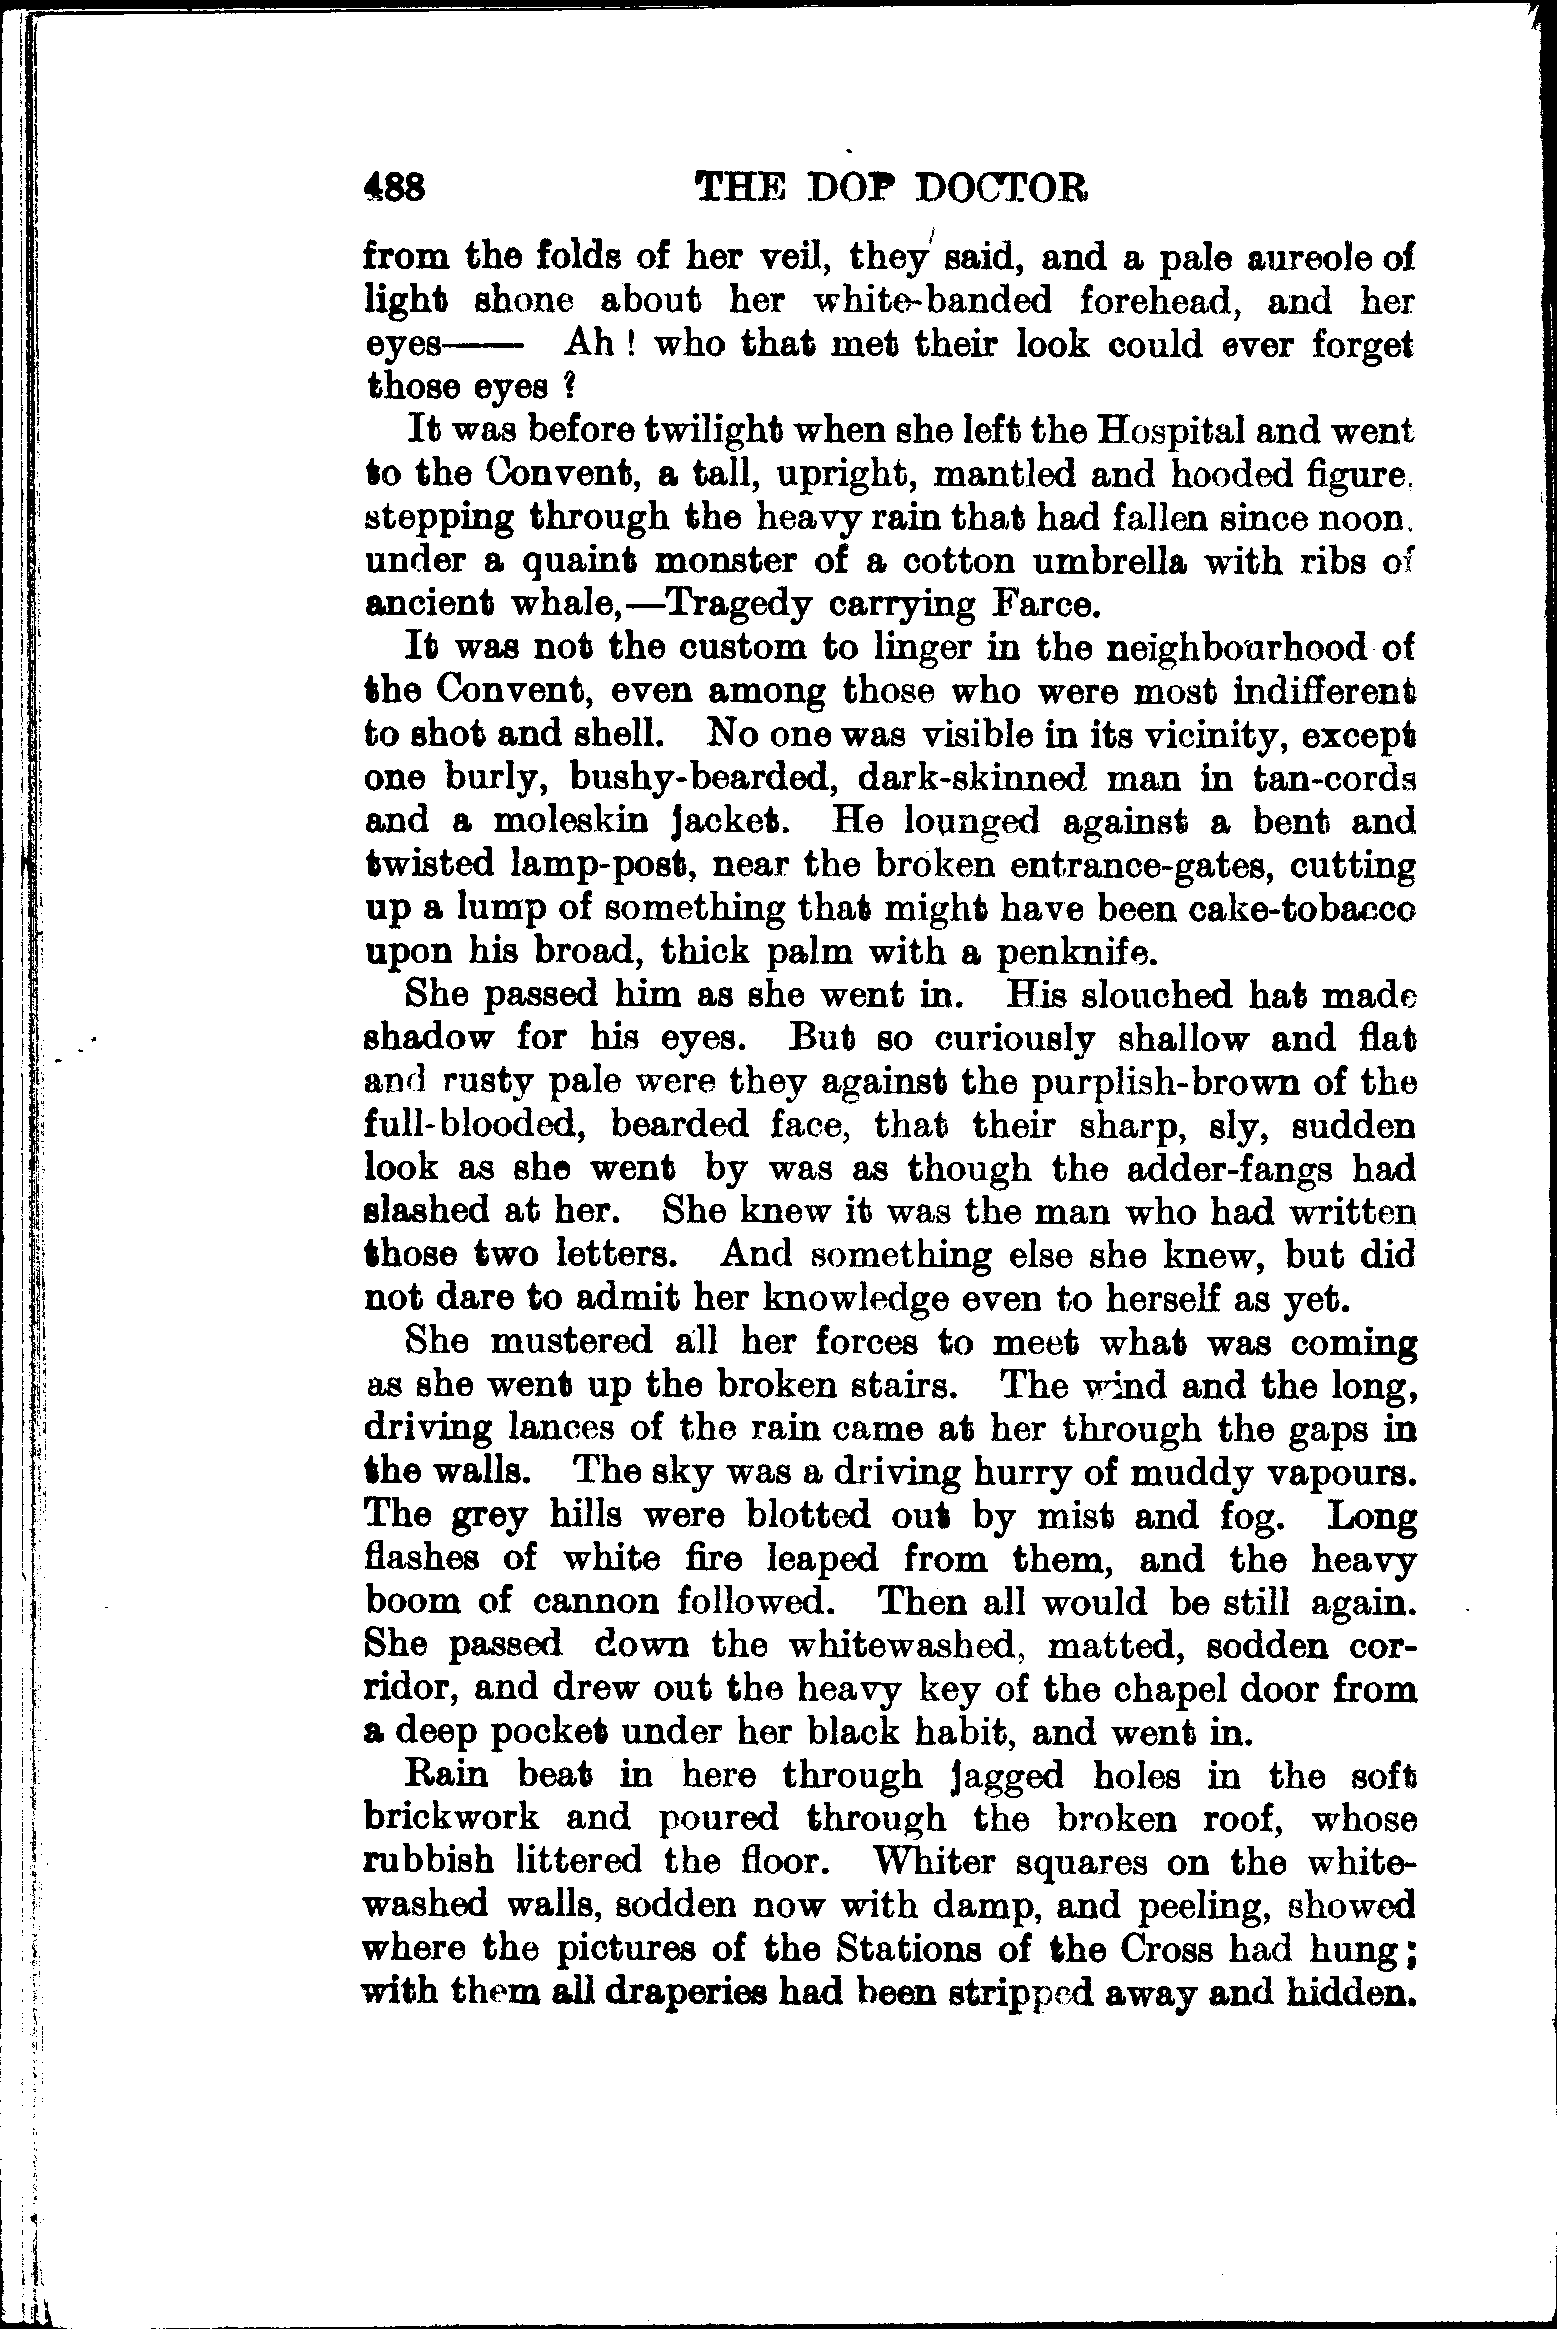 488 THE DOP DOCTOR
from the folds of her veil, they said, and a pale aureole of
light shone about her white-banded forehead, and her
eyes—— Ah ! who that met their look could ever forget
those eyes ?
It was before twilight when she left the Hospital and went
to the Convent, a tall, upright, mantled and hooded figure,
stepping through the heavy rain that had fallen since noon,
under a quaint monster of a cotton umbrella with ribs of
ancient whale,—Tragedy carrying Farce.
It was not the custom to linger in the neighbourhood of
the Convent, even among those who were most indifferent
to shot and shell. No one was visible in its vicinity, except
one burly, bushy-bearded, dark-skinned man in tan-cords
and a moleskin jacket. He lounged against a bent and
twisted lamp-post, near the broken entrance-gates, cutting
up a lump of something that might have been cake-tobacco
upon his broad, thick palm with a penknife.
She passed him as she went in. His slouched hat made
shadow for his eyes. But so curiously shallow and flat
and rusty pale were they against the purplish-brown of the
full-blooded, bearded face, that their sharp, sly, sudden
look as she went by was as though the adder-fangs had
slashed at her. She knew it was the man who had written
those two letters. And something else she knew, but did
not dare to admit her knowledge even to herself as yet.
She mustered all her forces to meet what was coming
as she went up the broken stairs. The wind and the long,
driving lances of the rain came at her through the gaps in
the walls. The sky was a driving hurry of muddy vapours.
The grey hills were blotted out by mist and fog. Long
flashes of white fire leaped from them, and the heavy
boom of cannon followed. Then all would be still again.
She passed down the whitewashed, matted, sodden cor-
ridor, and drew out the heavy key of the chapel door from
a deep pocket under her black habit, and went in.
Rain beat in here through jagged holes in the soft
brickwork and poured through the broken roof, whose
rubbish littered the floor. Whiter squares on the white-
washed walls, sodden now with damp, and peeling, showed
where the pictures of the Stations of the Cross had hung ;
with them all draperies had been stripped away and hidden.